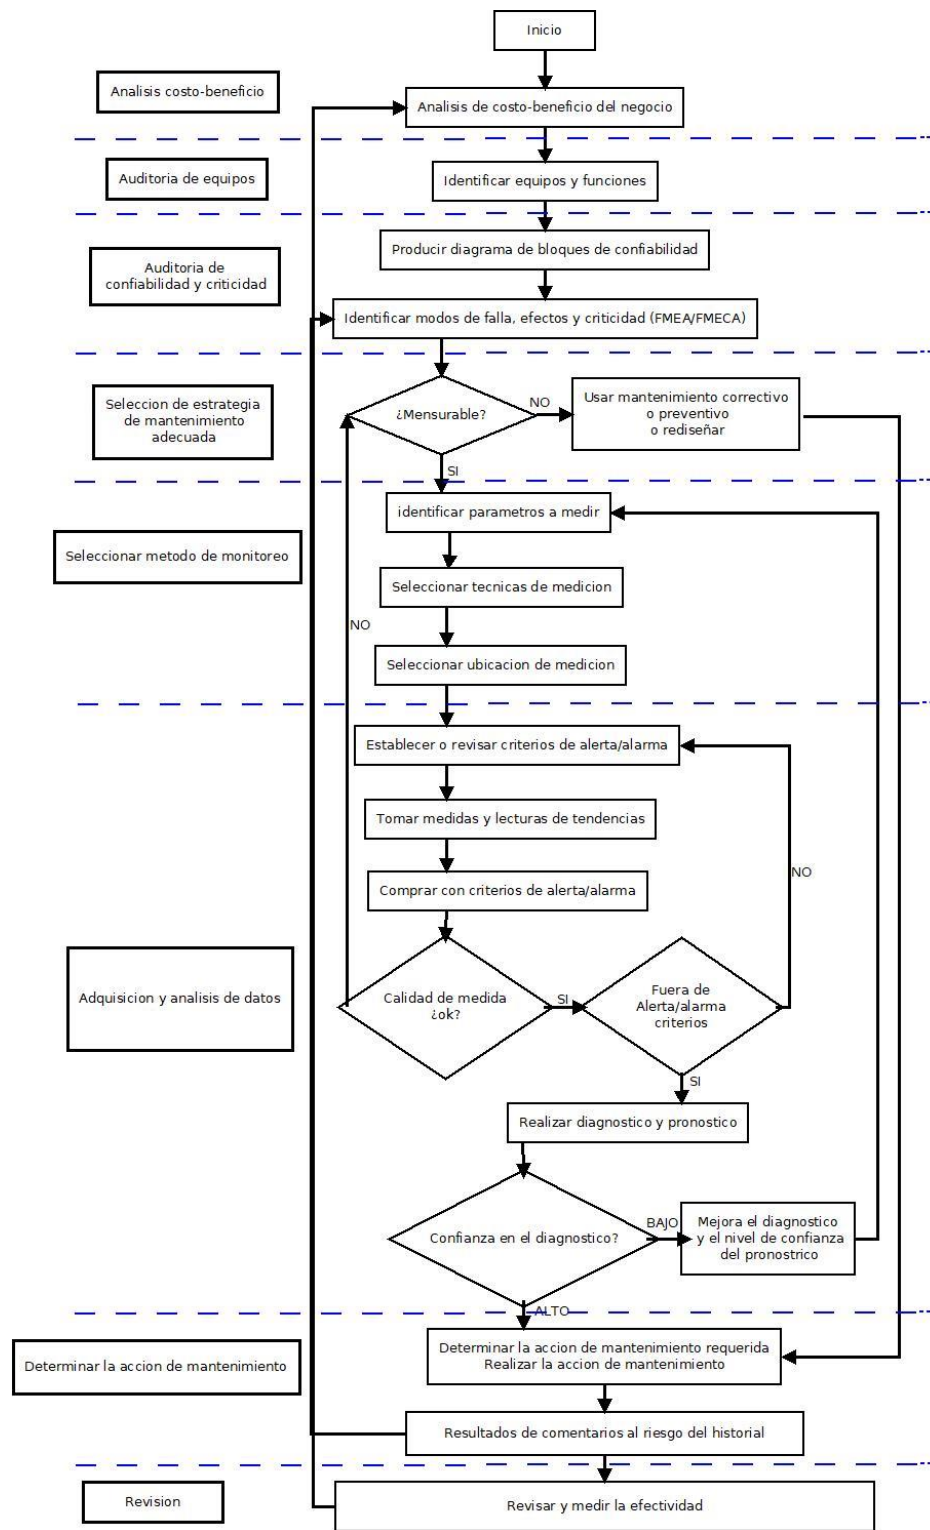 Inicio
Analisis costo-beneficio
Analisis de costo-beneficio del negocio
Auditoria de equipos
Identificar equipos y funciones
Producir diagrama de bloques de confiabilidad
Auditoria de
confiabilidad y criticidad
Identificar modos de falla, efectos y criticidad (FMEA/FMECA)
Seleccion de estrategia
de mantenimiento
adecuada
¿Mensurable?
NO
Usar mantenimiento correctivo
o preventivo
o rediseñar
SI
identificar parametros a medir
Seleccionar metodo de monitoreo
Seleccionar tecnicas de medicion
NO
Seleccionar ubicacion de medicion
Establecer o revisar criterios de alerta/alarma
Tomar medidas y lecturas de tendencias
NO
Comprar con criterios de alerta/alarma
Adquisicion y analisis de datos
Calidad de medida
¿ok?
SI
Fuera de
Alerta/alarma
criterios
SI
Realizar diagnostico y pronostico
Confianza en el diagnostico?
BAJO
Mejora el diagnostico
y el nivel de confianza
del pronostrico
ALTO
Determinar la accion de mantenimiento
Determinar la accion de mantenimiento requerida
Realizar la accion de mantenimiento
Resultados de comentarios al riesgo del historial
Revision
Revisar y medir la efectividad